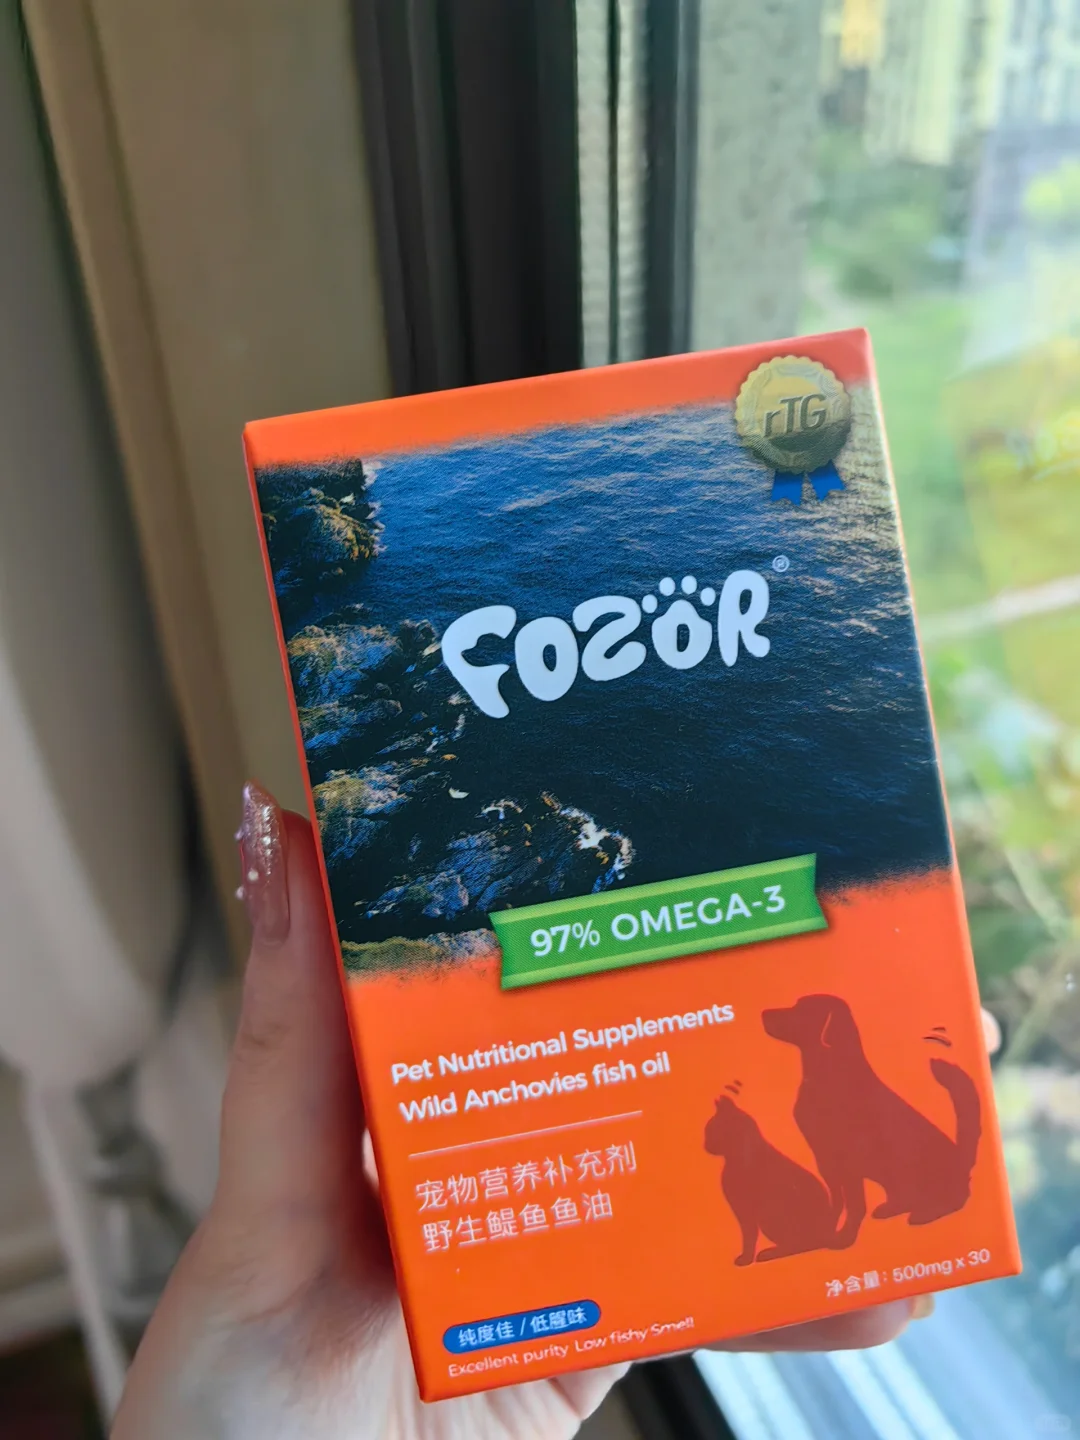 rTG
FOZOR®
97% OMEGA-3
Pet Nutritional Supplements
Wild Anchovies fish oil
宠物营养补充剂
野生鳀鱼鱼油
净含量：500mg x 30
纯度佳 / 低腥味
Excellent purity Low fishy Smell